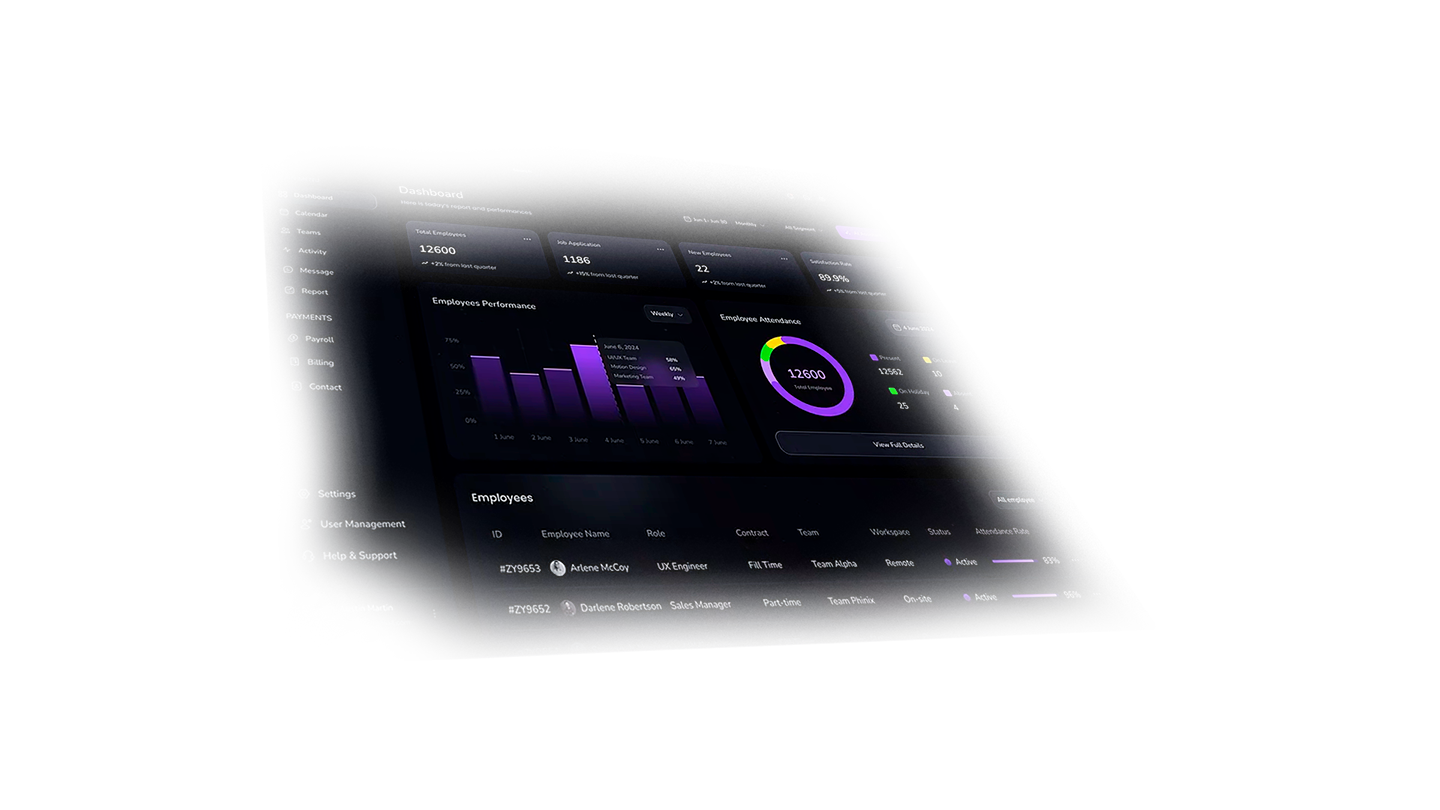 Dashboard
Calendar
Teams
Activity
Message
Report
PAYMENTS
Payroll
Billing
Contact
Settings
User Management
Help & Support
Dashboard
Here is today's report and performances
Jun 1 - Jun 30 Monthly All Segment
Total Employees
12600
+2% from last quarter
Job Application
1186
+15% from last quarter
New Employees
22
+2% from last quarter
Satisfaction Rate
89.9%
+5% from last quarter
Employees Performance
Weekly
75%
50%
25%
0%
June 6, 2024
UI/UX Team 58%
Motion Design 65%
Marketing Team 49%
1 June 2 June 3 June 4 June 5 June 6 June 7 June
Employee Attendance
4 June
12600
Total Employee
Present
12562
10
On Holiday
25
4
View Full Details
Employees
All employee
ID Employee Name Role Contract Team Workspace Status Attendance Rate
#ZY9653 Arlene McCoy UX Engineer Fill Time Team Alpha Remote Active 83%
#ZY9652 Darlene Robertson Sales Manager Part-time Team Phinix On-site Active 96%